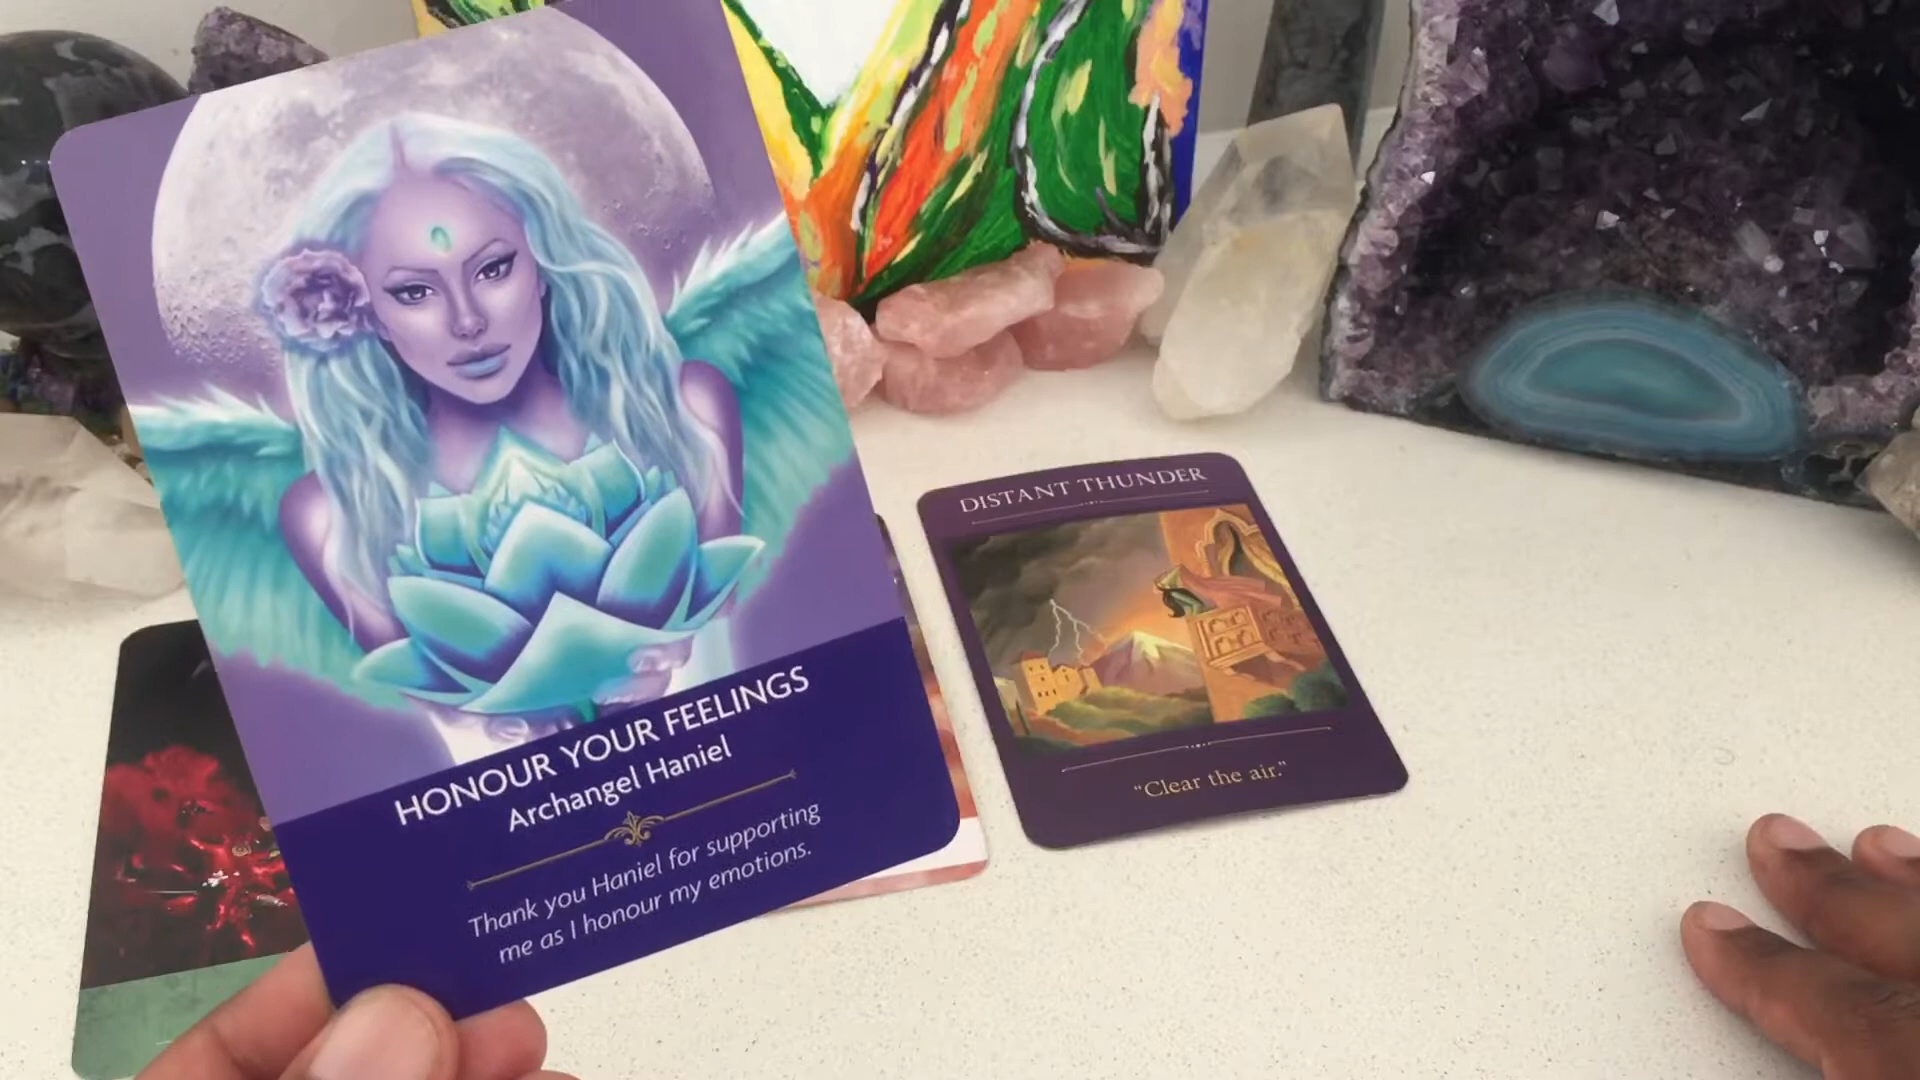 HONOUR YOUR FEELINGS
Archangel Haniel
Thank you Haniel for supporting
me as I honour my emotions.
DISTANT THUNDER
"Clear the air."